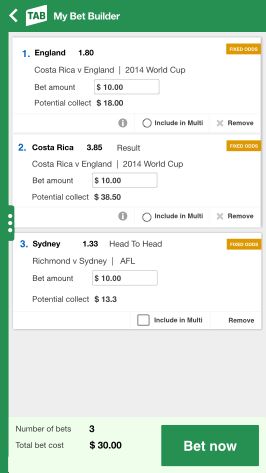 TAB My Bet Builder
1. England 1.80 FIXED ODDS
Costa Rica v England | 2014 World Cup
Bet amount $ 10.00
Potential collect $ 18.00
Include in Multi Remove
2. Costa Rica 3.85 Result FIXED ODDS
Costa Rica v England | 2014 World Cup
Bet amount $ 10.00
Potential collect $ 38.50
Include in Multi Remove
3. Sydney 1.33 Head To Head FIXED ODDS
Richmond v Sydney | AFL
Bet amount $ 10.00
Potential collect $ 13.3
Include in Multi Remove
Number of bets 3
Total bet cost $ 30.00
Bet now